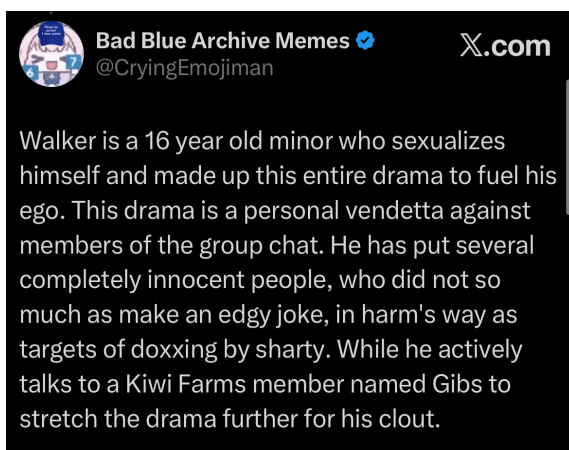 Bad Blue Archive Memes
@CryingEmojiman
X.com
Walker is a 16 year old minor who sexualizes
himself and made up this entire drama to fuel his
ego. This drama is a personal vendetta against
members of the group chat. He has put several
completely innocent people, who did not so
much as make an edgy joke, in harm's way as
targets of doxxing by sharty. While he actively
talks to a Kiwi Farms member named Gibs to
stretch the drama further for his clout.